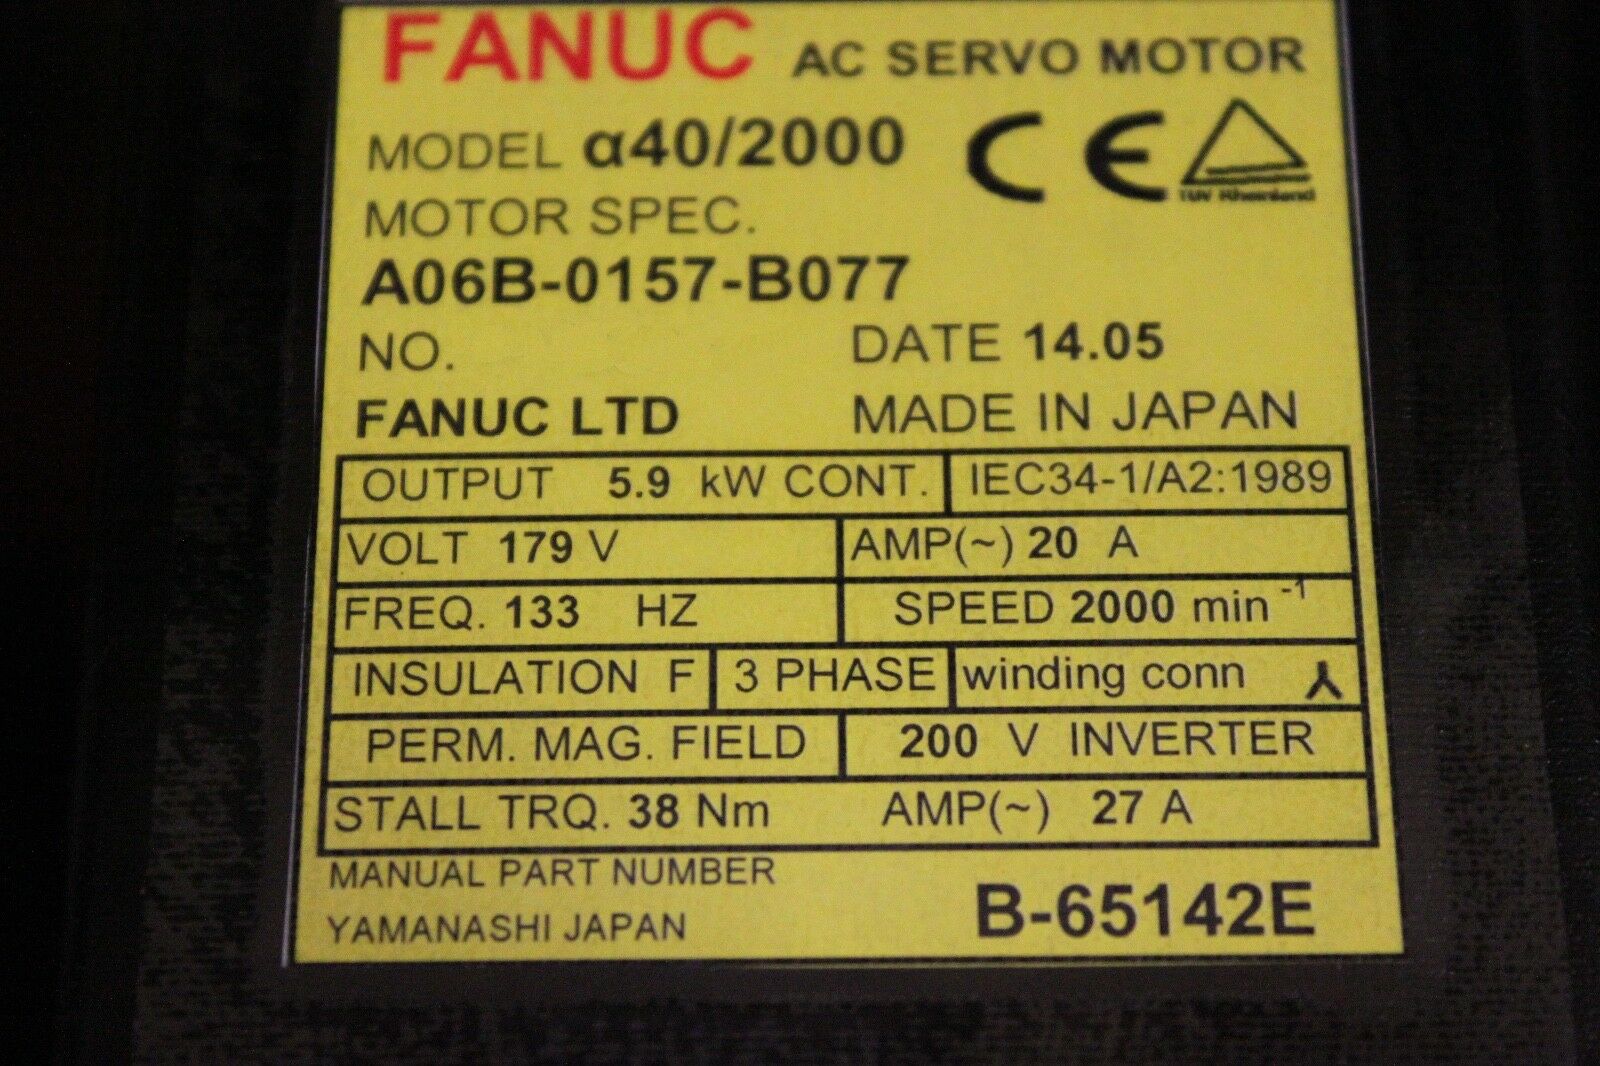 FANUC AC SERVO MOTOR
MODEL α40/2000 CE
TUV Rheinland
MOTOR SPEC.
A06B-0157-B077
NO. DATE 14.05
FANUC LTD MADE IN JAPAN
OUTPUT 5.9 kW CONT. IEC34-1/A2:1989
VOLT 179 V AMP(~) 20 A
FREQ. 133 HZ SPEED 2000 min⁻¹
INSULATION F 3 PHASE winding conn
PERM. MAG. FIELD 200 V INVERTER
STALL TRQ. 38 Nm AMP(~) 27 A
MANUAL PART NUMBER
YAMANASHI JAPAN B-65142E